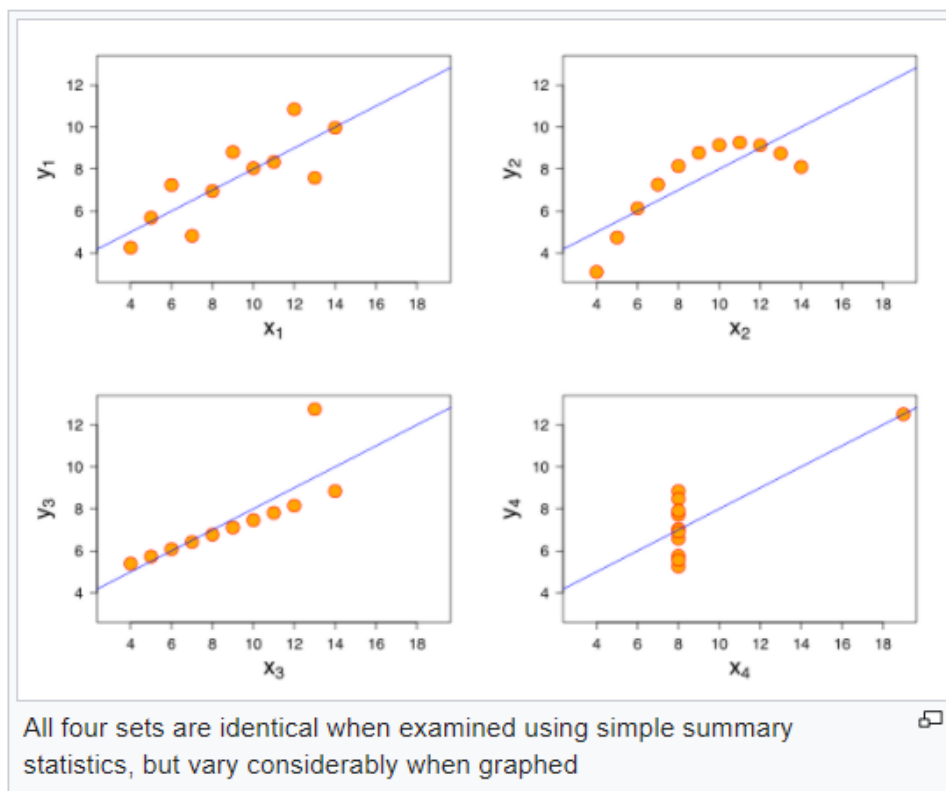 y1
12
10
8
6
4
4 6 8 10 12 14 16 18
x1
y2
12
10
8
6
4
4 6 8 10 12 14 16 18
x2
y3
12
10
8
6
4
4 6 8 10 12 14 16 18
x3
y4
12
10
8
6
4
4 6 8 10 12 14 16 18
x4
All four sets are identical when examined using simple summary
statistics, but vary considerably when graphed